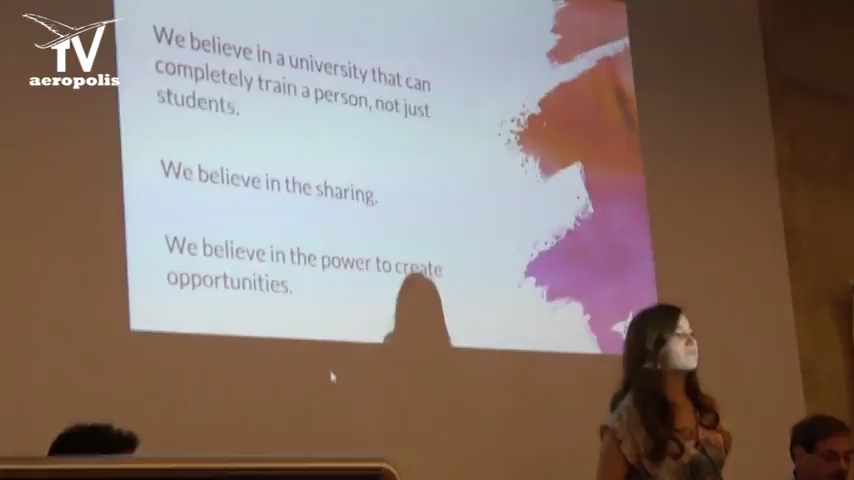 TV
aeropolis
We believe in a university that can
completely train a person, not just
students.
We believe in the sharing.
We believe in the power to create
opportunities.